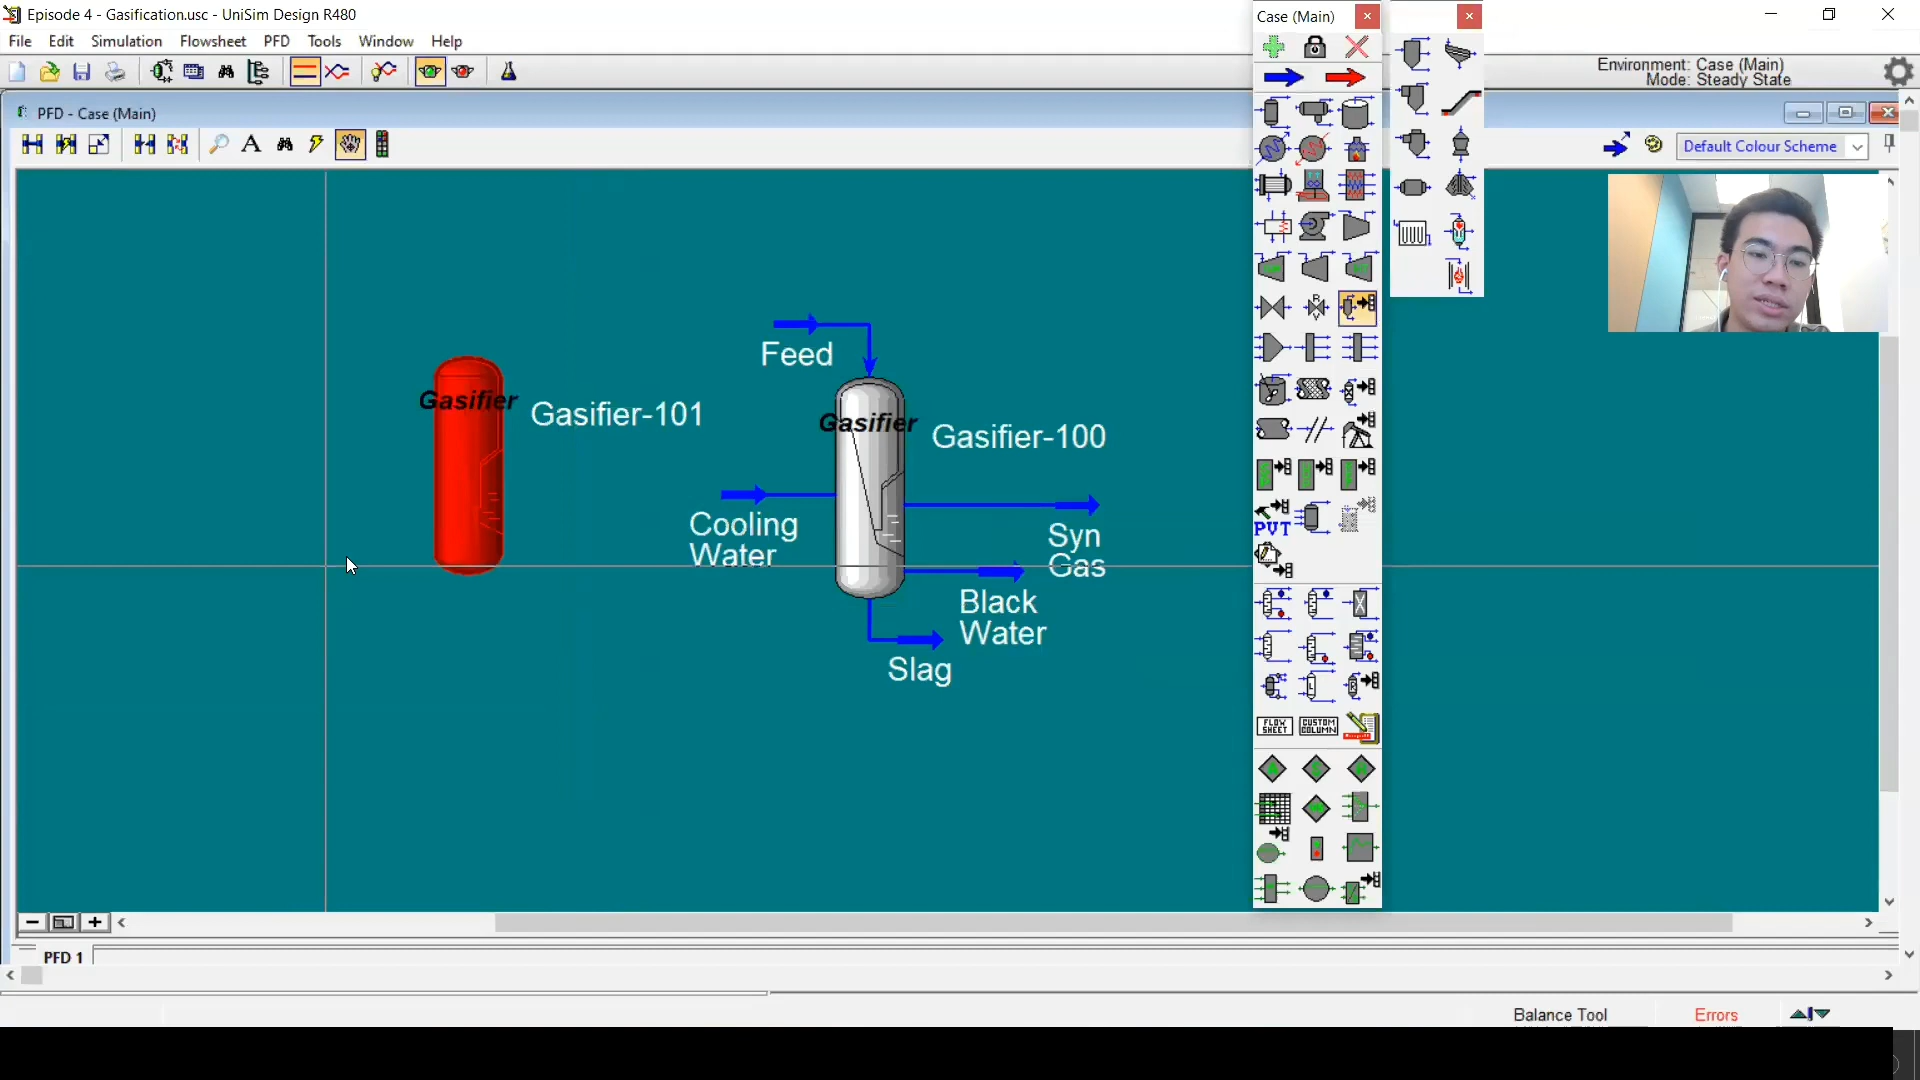 Episode 4 - Gasification.usc - UniSim Design R480
File Edit Simulation Flowsheet PFD Tools Window Help
Case (Main)
Environment: Case (Main)
Mode: Steady State
PFD - Case (Main)
A
Default Colour Scheme
Feed
Gasifier
Gasifier-101
Gasifier
Gasifier-100
Cooling
Water
Syn
Gas
Black
Water
Slag
PVT
FLOW
SHEET
CUSTOM
COLUMN
PFD 1
Balance Tool
Errors